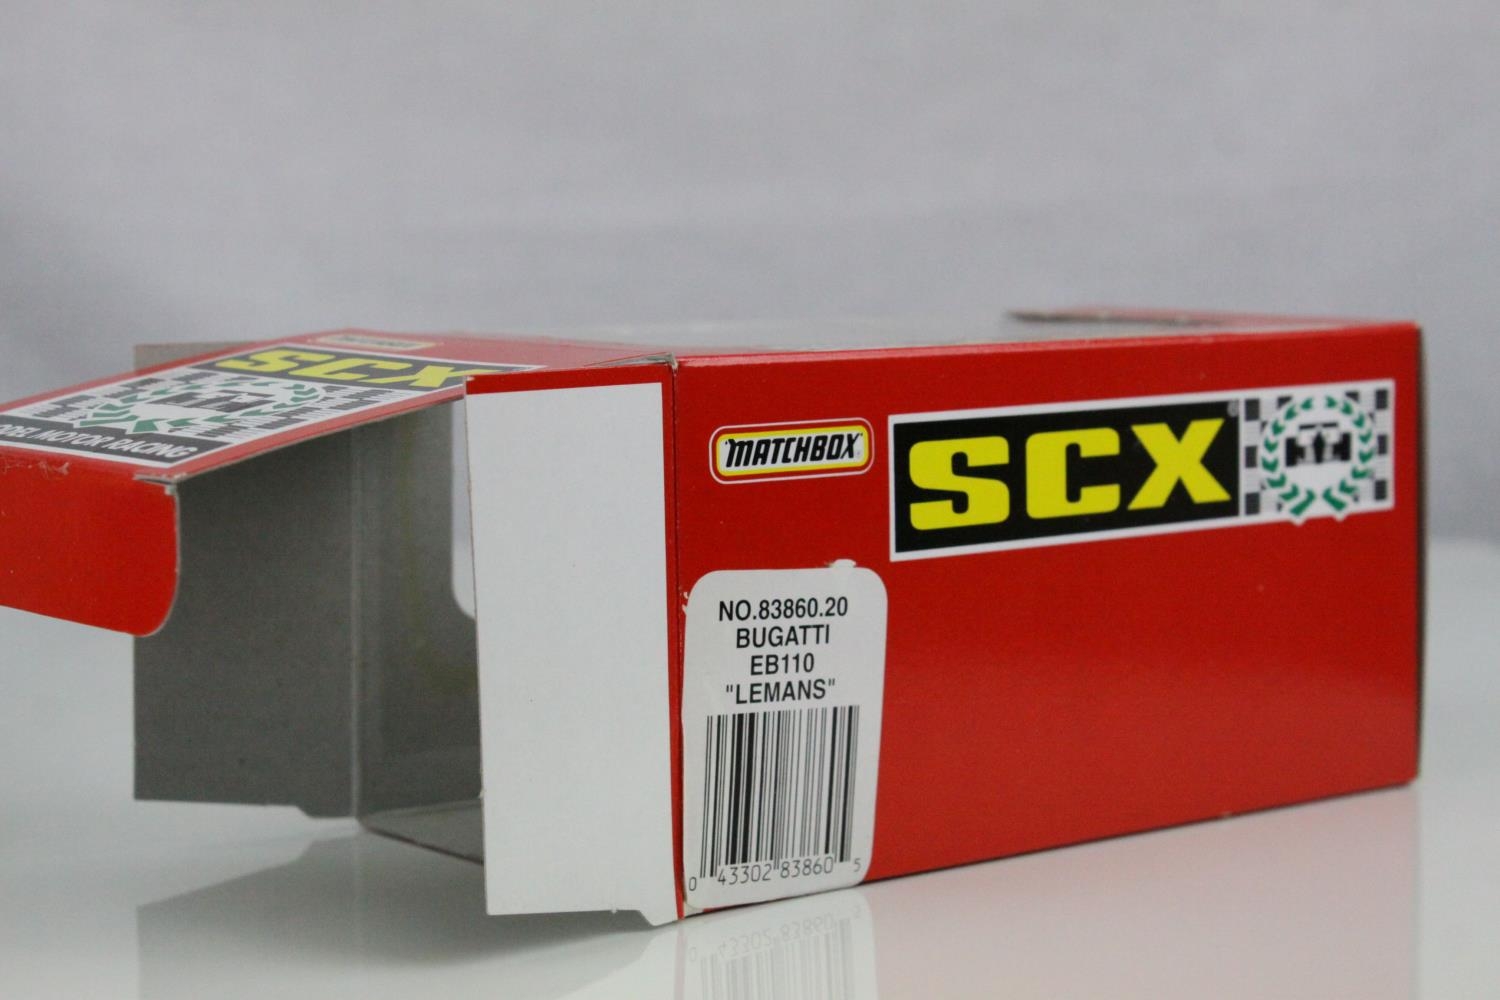 MATCHBOX®
SCX®
NO.83860.20
BUGATTI
EB110
"LEMANS"
0 43302 83860 5
SCX
MOTOR RACING